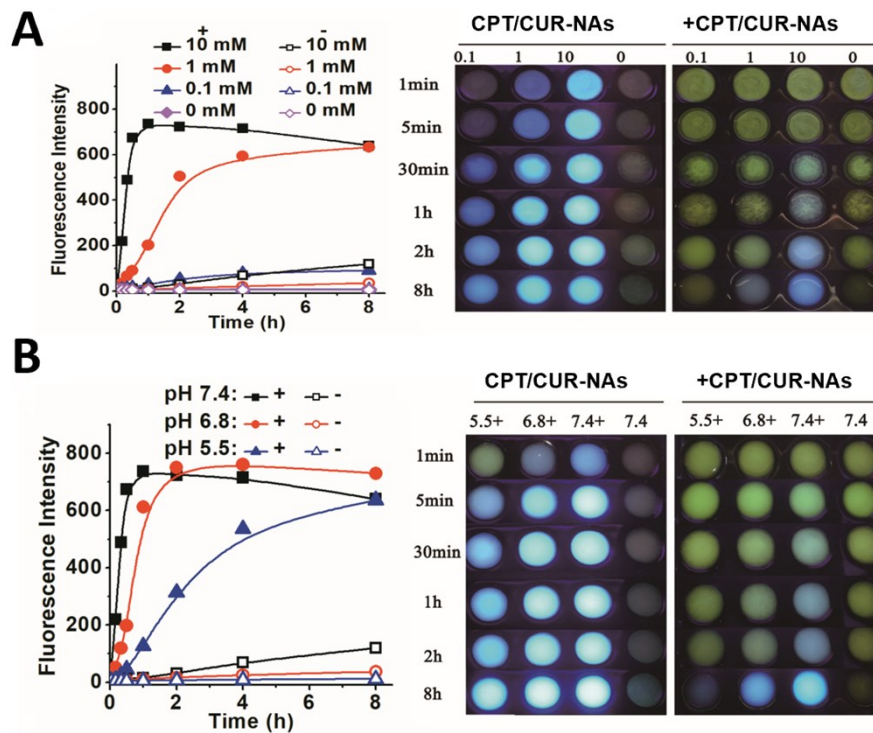 A
+ -
10 mM 10 mM
1 mM 1 mM
0.1 mM 0.1 mM
0 mM 0 mM
Fluorescence Intensity
800
600
400
200
0
0 2 4 6 8
Time (h)
CPT/CUR-NAs +CPT/CUR-NAs
0.1 1 10 0 0.1 1 10 0
1min
5min
30min
1h
2h
8h
B
pH 7.4: + -
pH 6.8: + -
pH 5.5: + -
Fluorescence Intensity
800
600
400
200
0
0 2 4 6 8
Time (h)
CPT/CUR-NAs +CPT/CUR-NAs
5.5+ 6.8+ 7.4+ 7.4 5.5+ 6.8+ 7.4+ 7.4
1min
5min
30min
1h
2h
8h